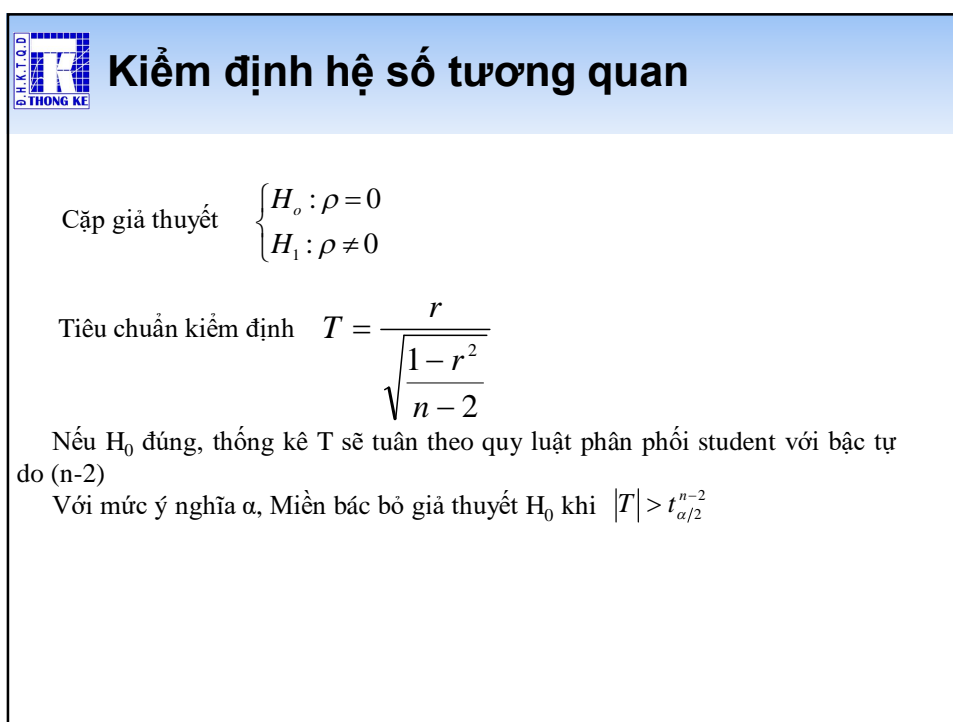 Đ.H.K.T.Q.D
THONG KE
Kiểm định hệ số tương quan
Cặp giả thuyết { H_o : ρ = 0
H_1 : ρ ≠ 0
Tiêu chuẩn kiểm định T = r / √((1 − r²) / (n − 2))
Nếu H₀ đúng, thống kê T sẽ tuân theo quy luật phân phối student với bậc tự
do (n-2)
Với mức ý nghĩa α, Miền bác bỏ giả thuyết H₀ khi |T| > t_{α/2}^{n−2}